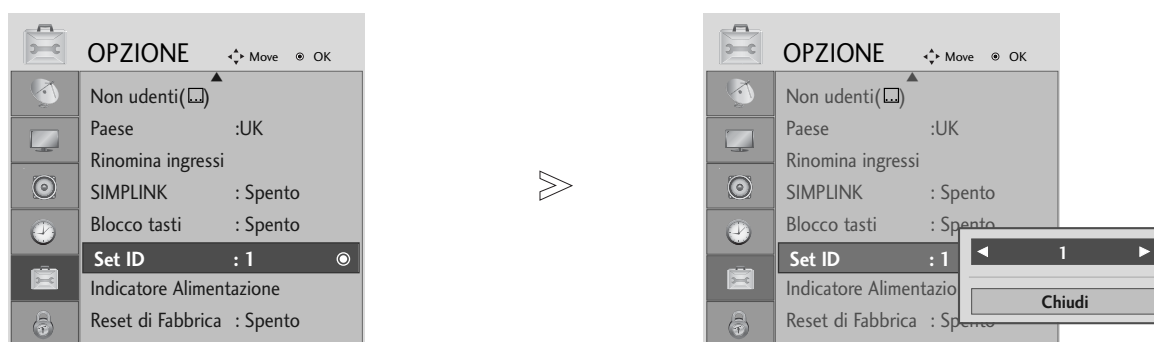 OPZIONE Move OK
Non udenti()
Paese :UK
Rinomina ingressi
SIMPLINK : Spento
Blocco tasti : Spento
Set ID : 1
Indicatore Alimentazione
Reset di Fabbrica : Spento
OPZIONE Move OK
Non udenti()
Paese :UK
Rinomina ingressi
SIMPLINK : Spento
Blocco tasti : Spento
Set ID : 1
◄ 1 ►
Indicatore Alimentazio
Chiudi
Reset di Fabbrica : Spento